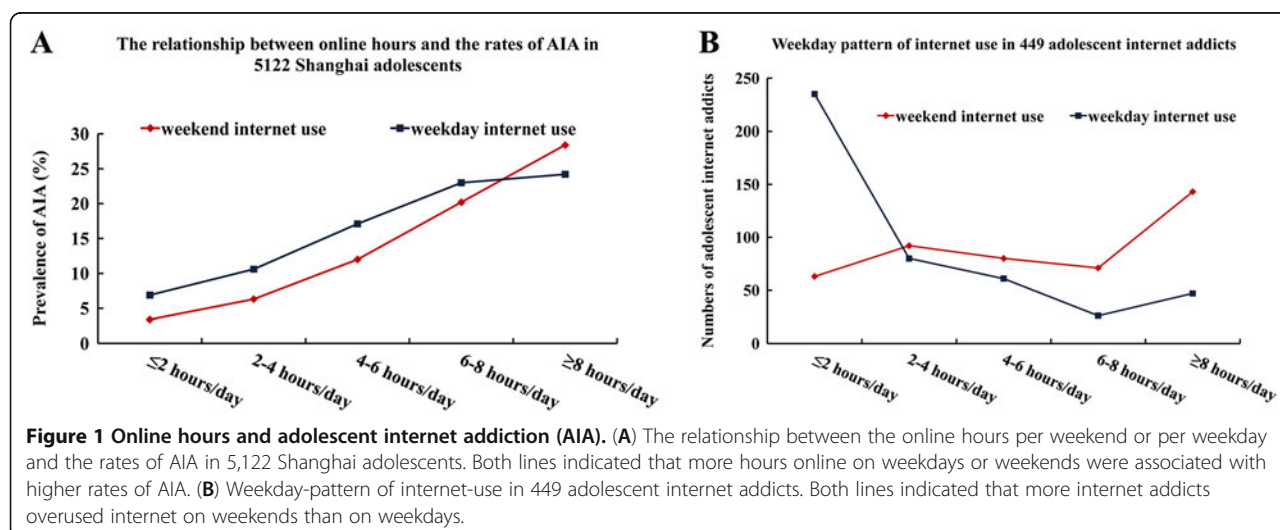 A
The relationship between online hours and the rates of AIA in
5122 Shanghai adolescents
weekend internet use
weekday internet use
Prevalence of AIA (%)
30
25
20
15
10
5
0
≤2 hours/day
2-4 hours/day
4-6 hours/day
6-8 hours/day
≥8 hours/day
B
Weekday pattern of internet use in 449 adolescent internet addicts
weekend internet use
weekday internet use
Numbers of adolescent internet addicts
250
200
150
100
50
0
≤2 hours/day
2-4 hours/day
4-6 hours/day
6-8 hours/day
≥8 hours/day
Figure 1 Online hours and adolescent internet addiction (AIA). (A) The relationship between the online hours per weekend or per weekday
and the rates of AIA in 5,122 Shanghai adolescents. Both lines indicated that more hours online on weekdays or weekends were associated with
higher rates of AIA. (B) Weekday-pattern of internet-use in 449 adolescent internet addicts. Both lines indicated that more internet addicts
overused internet on weekends than on weekdays.